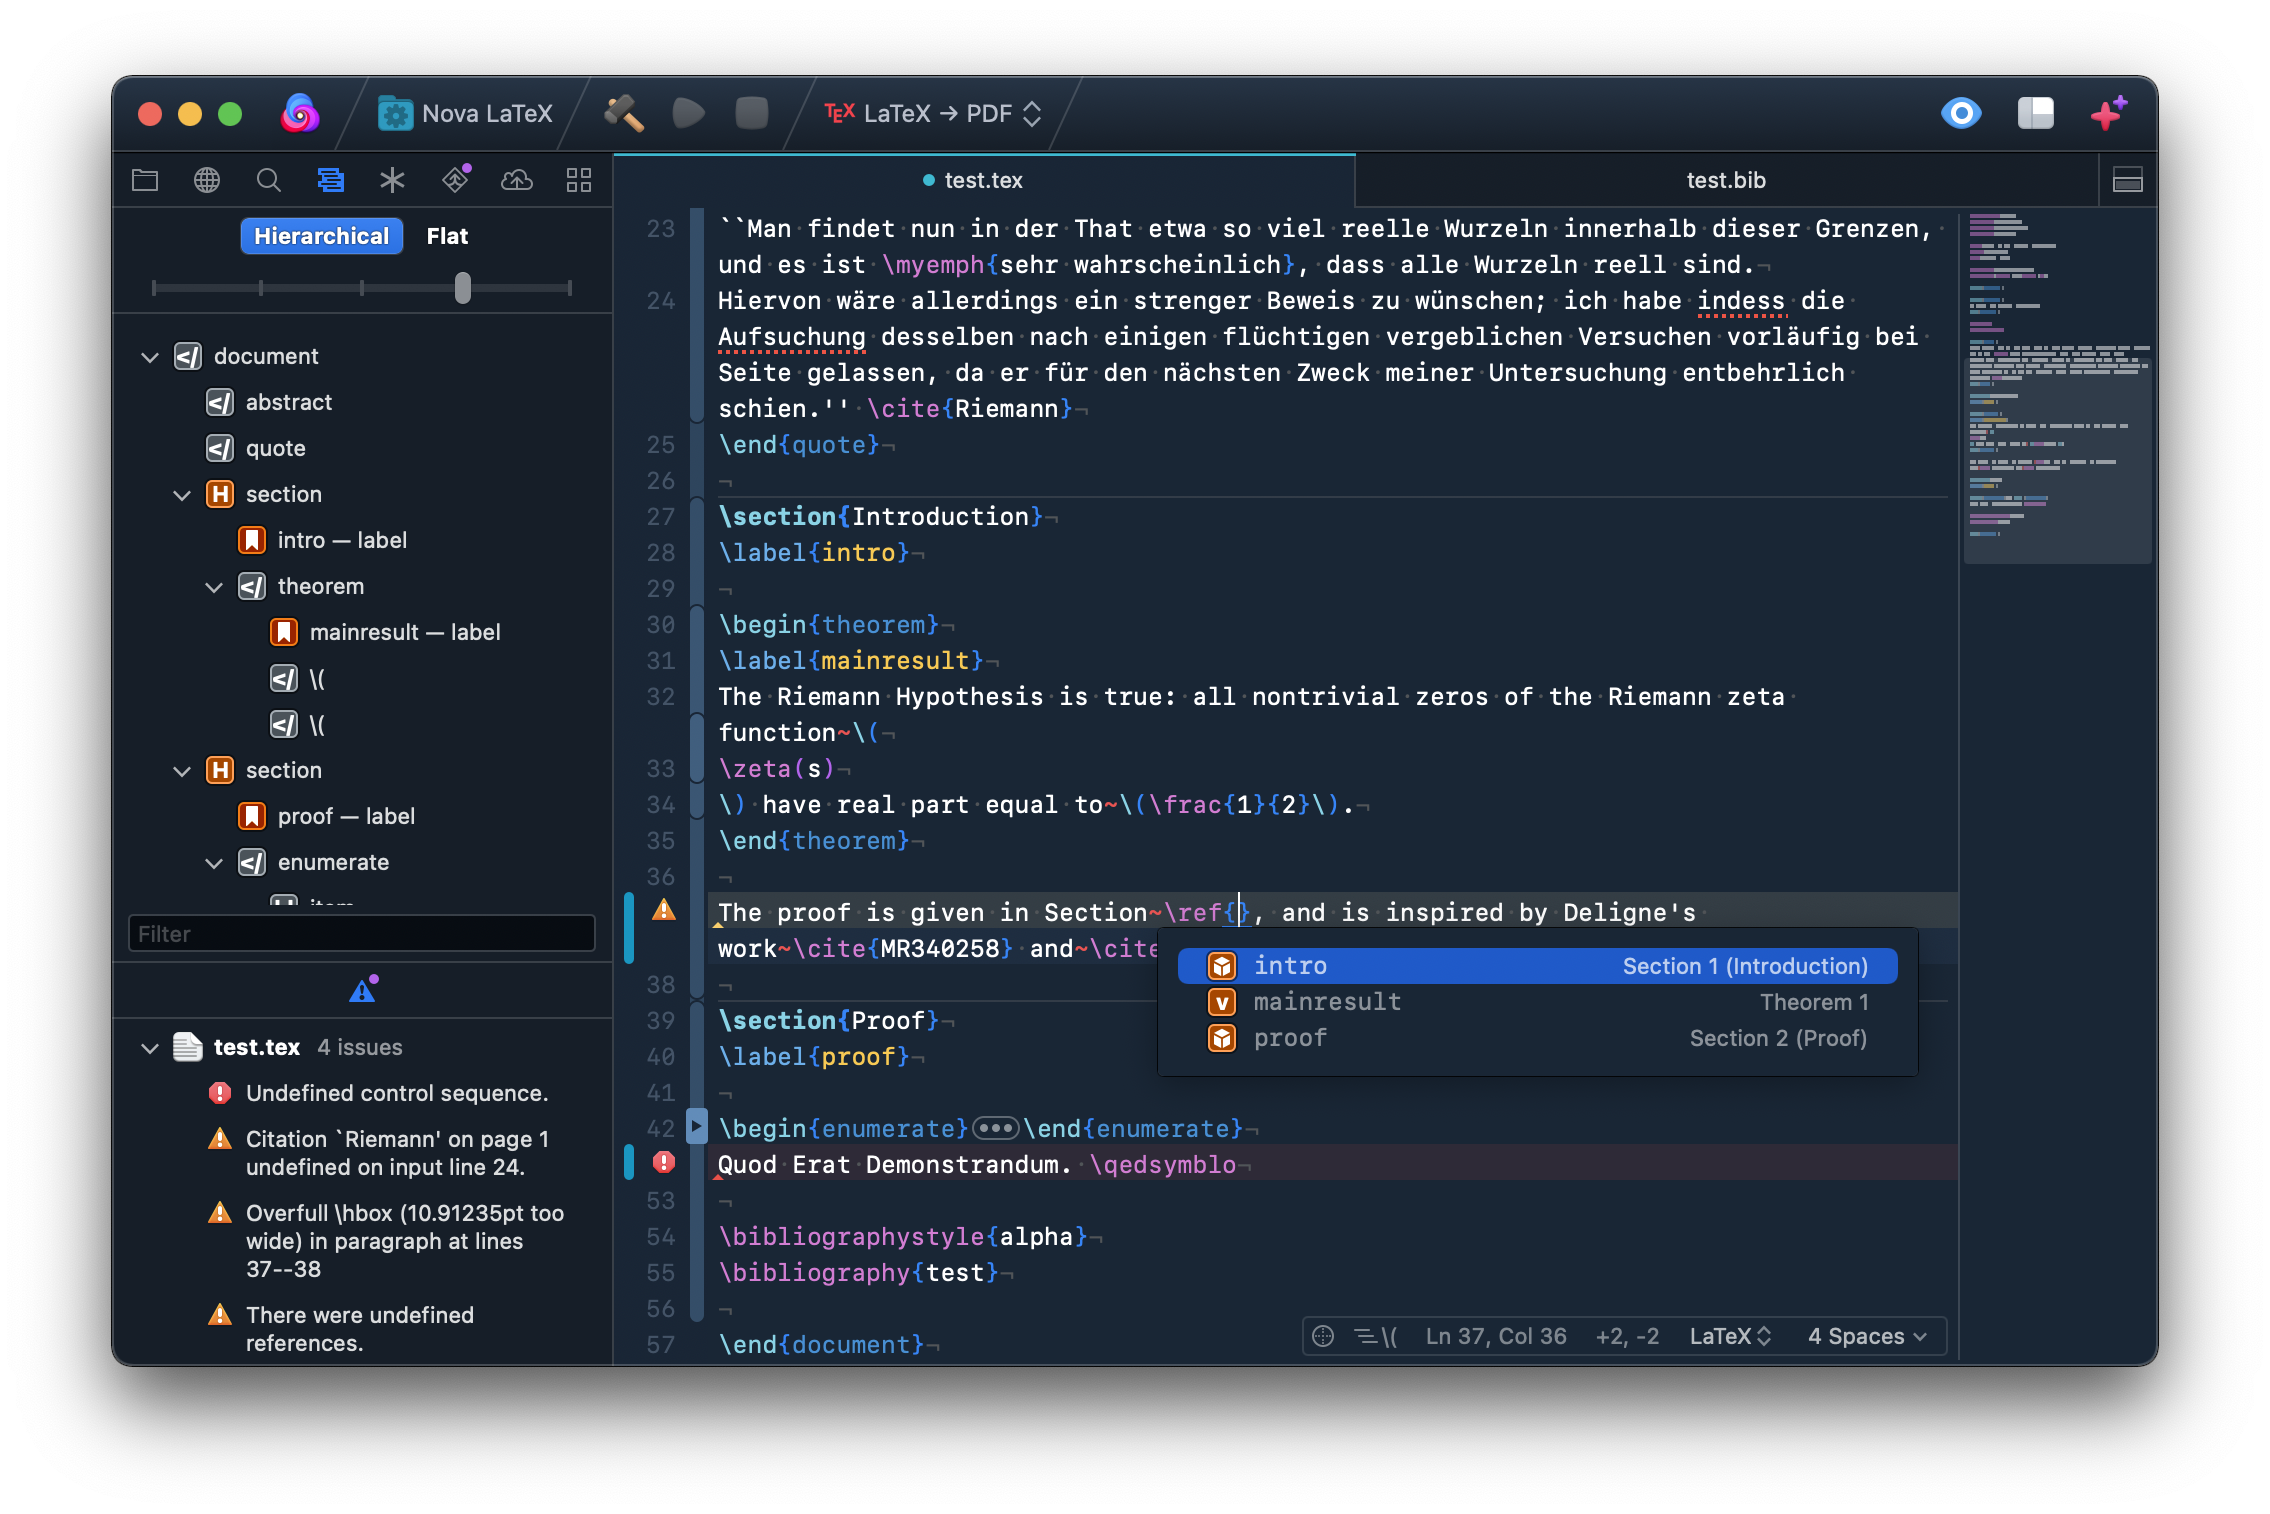 Nova LaTeX
TEX LaTeX → PDF
Hierarchical Flat
document
abstract
quote
section
intro — label
theorem
mainresult — label
\(
\(
section
proof — label
enumerate
Filter
test.tex 4 issues
Undefined control sequence.
Citation `Riemann' on page 1
undefined on input line 24.
Overfull \hbox (10.91235pt too
wide) in paragraph at lines
37--38
There were undefined
references.
test.tex
test.bib
23 ``Man findet nun in der That etwa so viel reelle Wurzeln innerhalb dieser Grenzen,
und es ist \myemph{sehr wahrscheinlich}, dass alle Wurzeln reell sind.¬
24 Hiervon wäre allerdings ein strenger Beweis zu wünschen; ich habe indess die
Aufsuchung desselben nach einigen flüchtigen vergeblichen Versuchen vorläufig bei
Seite gelassen, da er für den nächsten Zweck meiner Untersuchung entbehrlich
schien.'' \cite{Riemann}¬
25 \end{quote}¬
26 ¬
27 \section{Introduction}¬
28 \label{intro}¬
29 ¬
30 \begin{theorem}¬
31 \label{mainresult}¬
32 The Riemann Hypothesis is true: all nontrivial zeros of the Riemann zeta
function~\(¬
33 \zeta(s)¬
34 \) have real part equal to~\(\frac{1}{2}\).¬
35 \end{theorem}¬
36 ¬
The proof is given in Section~\ref{}, and is inspired by Deligne's
work~\cite{MR340258} and~\cite
38 ¬
39 \section{Proof}¬
40 \label{proof}¬
41 ¬
42 \begin{enumerate}•••\end{enumerate}¬
Quod Erat Demonstrandum. \qedsymblo¬
53 ¬
54 \bibliographystyle{alpha}¬
55 \bibliography{test}¬
56 ¬
57 \end{document}¬
intro Section 1 (Introduction)
v mainresult Theorem 1
proof Section 2 (Proof)
\( Ln 37, Col 36 +2, -2 LaTeX 4 Spaces